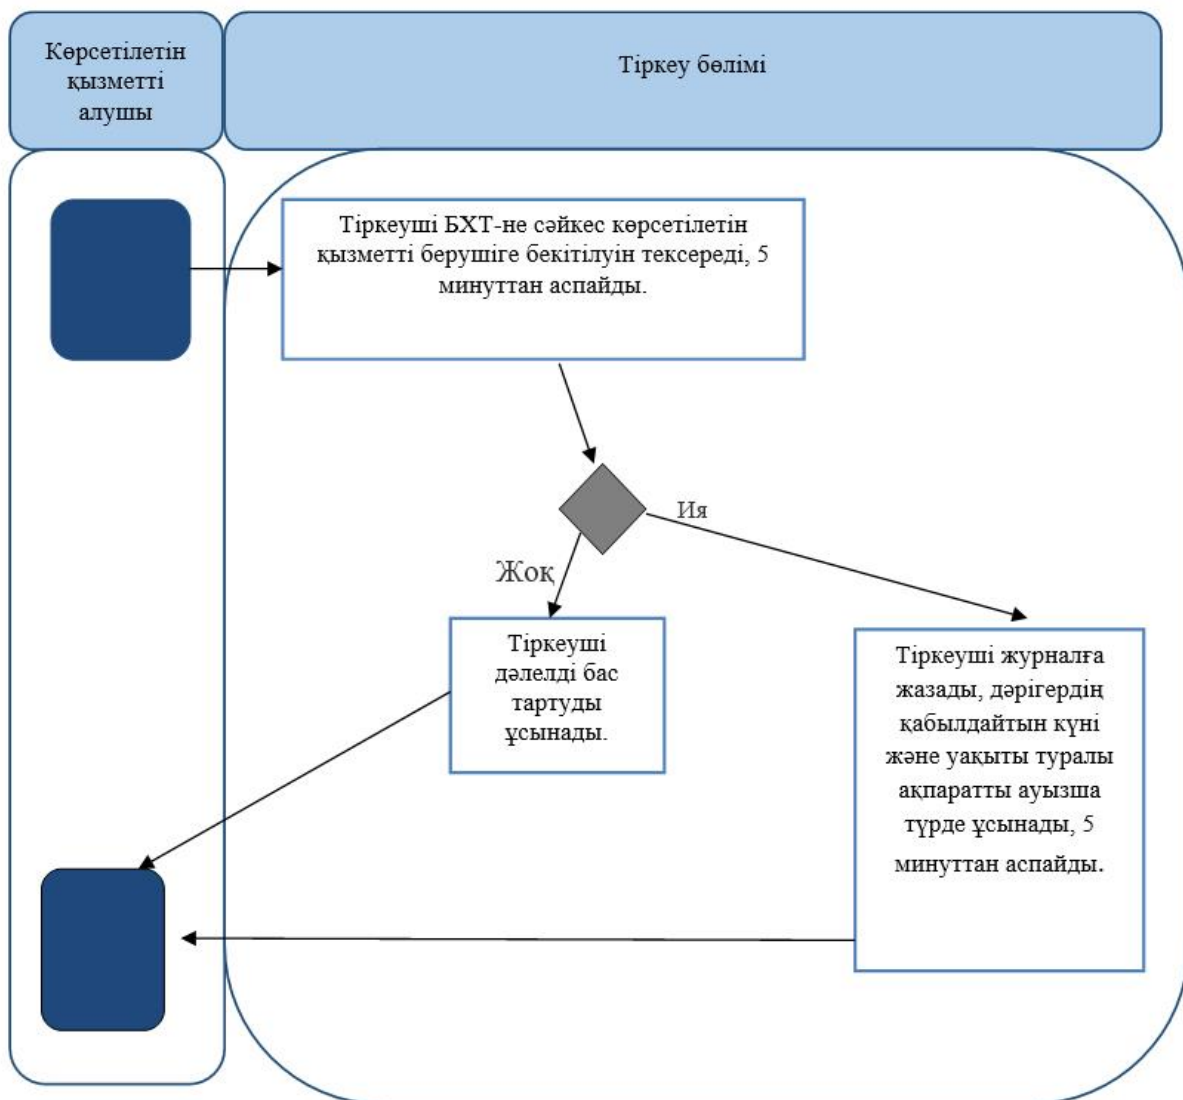 Көрсетілетін
қызметті
алушы
Тіркеу бөлімі
Тіркеуші БХТ-не сәйкес көрсетілетін
қызметті берушіге бекітілуін тексереді, 5
минуттан аспайды.
Ия
Жоқ
Тіркеуші
дәлелді бас
тартуды
ұсынады.
Тіркеуші журналға
жазады, дәрігердің
қабылдайтын күні
және уақыты туралы
ақпаратты ауызша
түрде ұсынады, 5
минуттан аспайды.